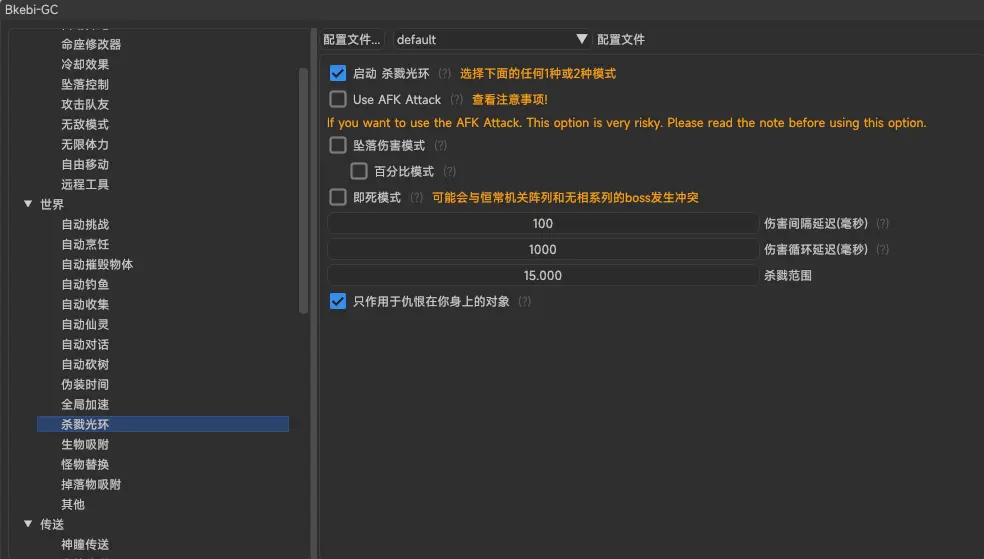 Bkebi-GC
命座修改器
冷却效果
坠落控制
攻击队友
无敌模式
无限体力
自由移动
远程工具
世界
自动挑战
自动烹饪
自动摧毁物体
自动钓鱼
自动收集
自动仙灵
自动对话
自动砍树
伪装时间
全局加速
杀戮光环
生物吸附
怪物替换
掉落物吸附
其他
传送
神瞳传送
配置文件... default 配置文件
启动 杀戮光环 (?) 选择下面的任何1种或2种模式
Use AFK Attack (?) 查看注意事项!
If you want to use the AFK Attack. This option is very risky. Please read the note before using this option.
坠落伤害模式 (?)
百分比模式 (?)
即死模式 (?) 可能会与恒常机关阵列和无相系列的boss发生冲突
100 伤害间隔延迟(毫秒) (?)
1000 伤害循环延迟(毫秒) (?)
15.000 杀戮范围
只作用于仇恨在你身上的对象 (?)